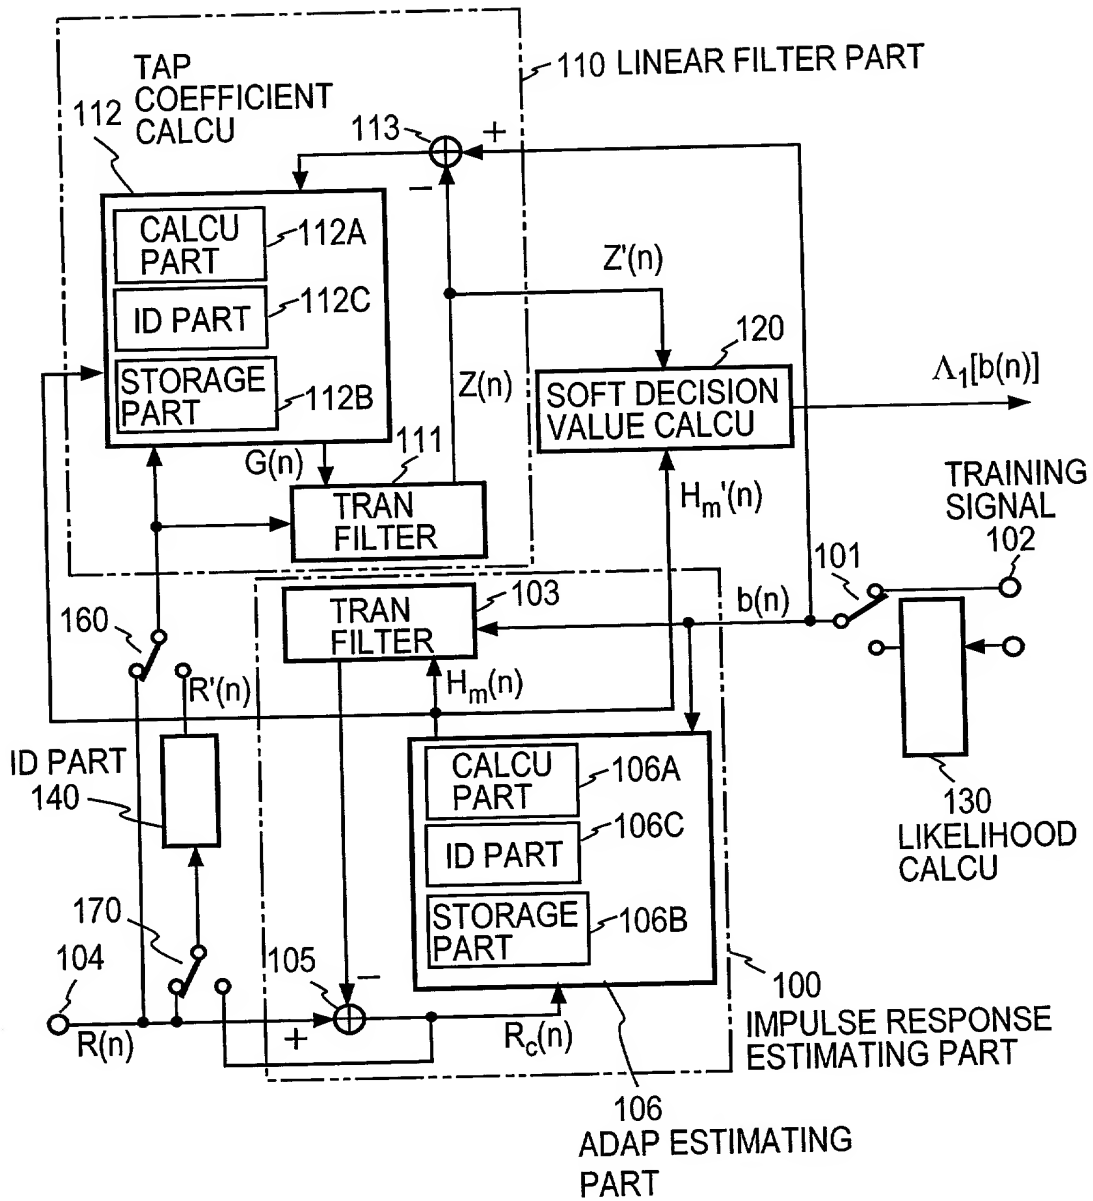 110 LINEAR FILTER PART
TAP
COEFFICIENT
CALCU
112
113
+
−
CALCU
PART
112A
ID PART
112C
STORAGE
PART
112B
Z'(n)
Z(n)
120
SOFT DECISION
VALUE CALCU
Λ1[b(n)]
G(n)
111
TRAN
FILTER
Hm'(n)
TRAINING
SIGNAL
102
101
b(n)
103
TRAN
FILTER
160
R'(n)
Hm(n)
ID PART
140
CALCU
PART
106A
ID PART
106C
STORAGE
PART
106B
130
LIKELIHOOD
CALCU
170
104
105
−
+
R(n)
Rc(n)
100
IMPULSE RESPONSE
ESTIMATING PART
106
ADAP ESTIMATING
PART